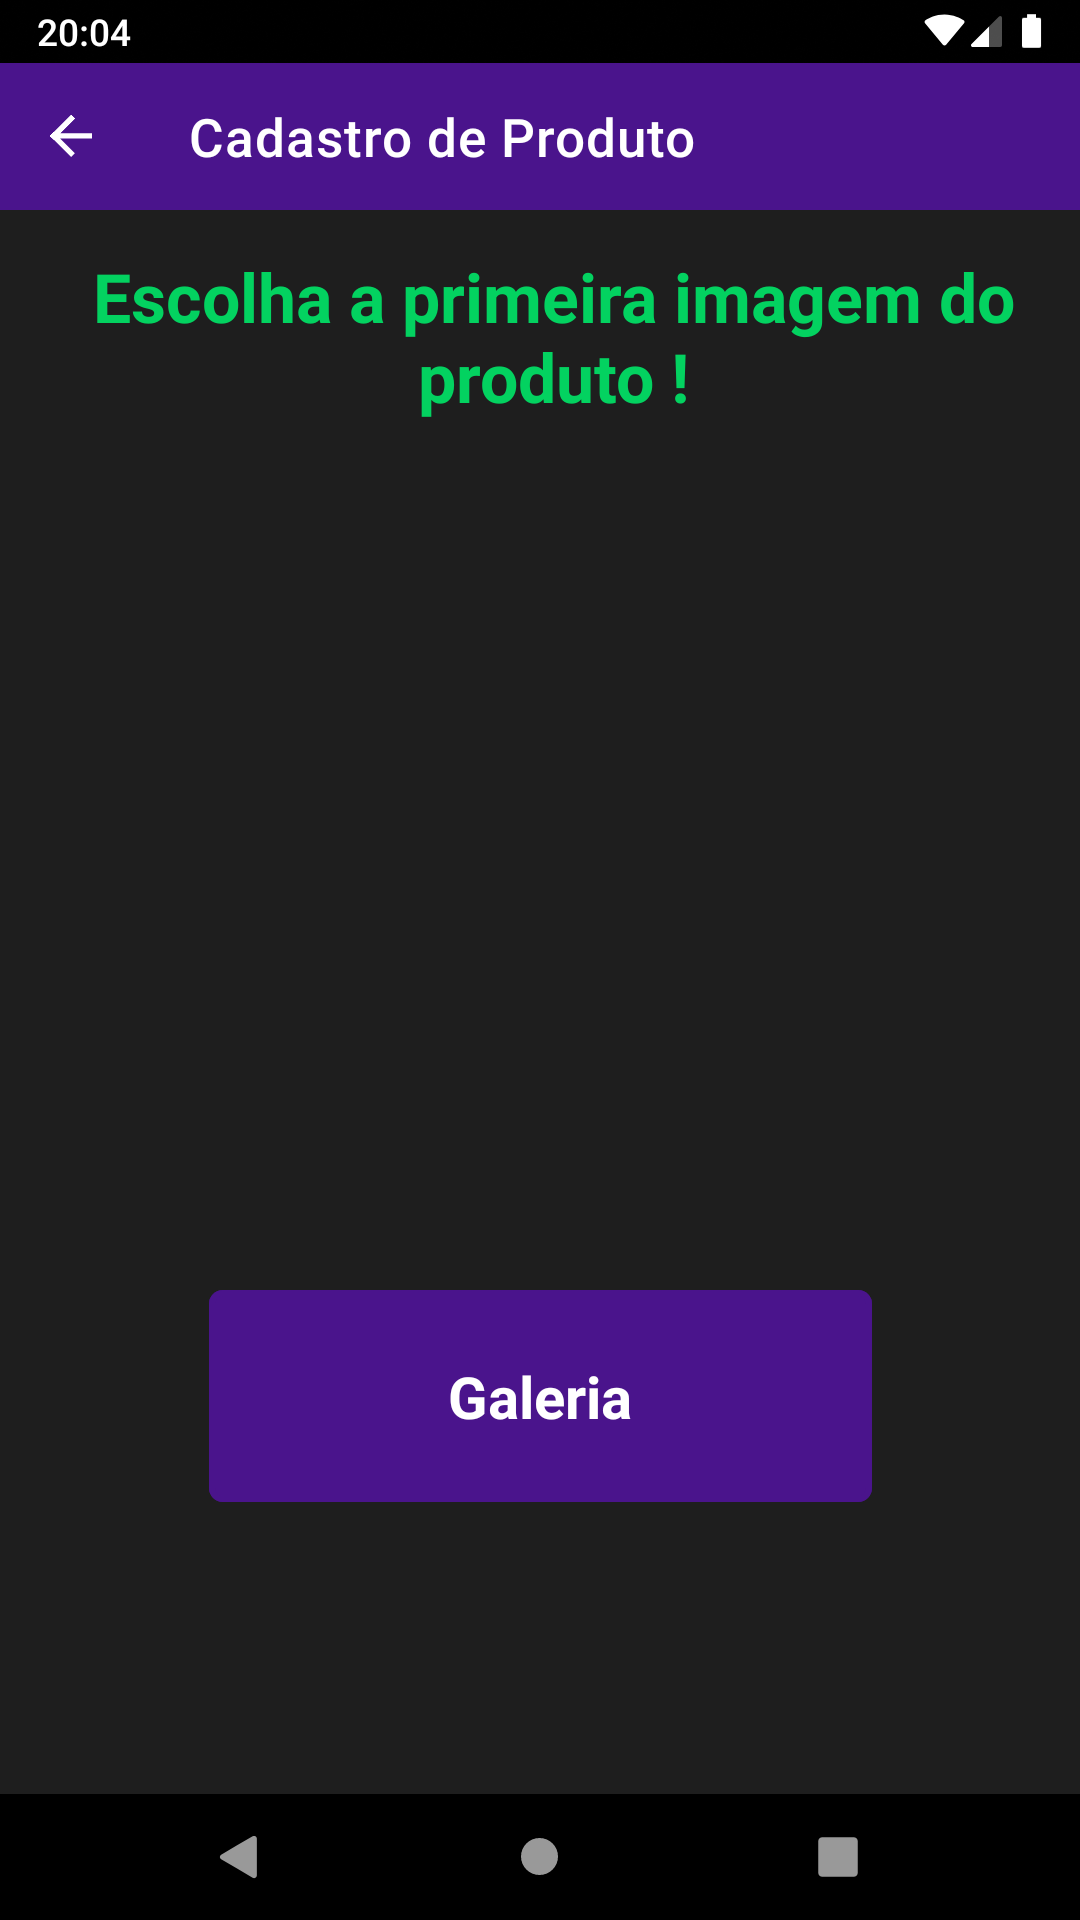 20:04
Cadastro de Produto
Escolha a primeira imagem do
produto !
Galeria